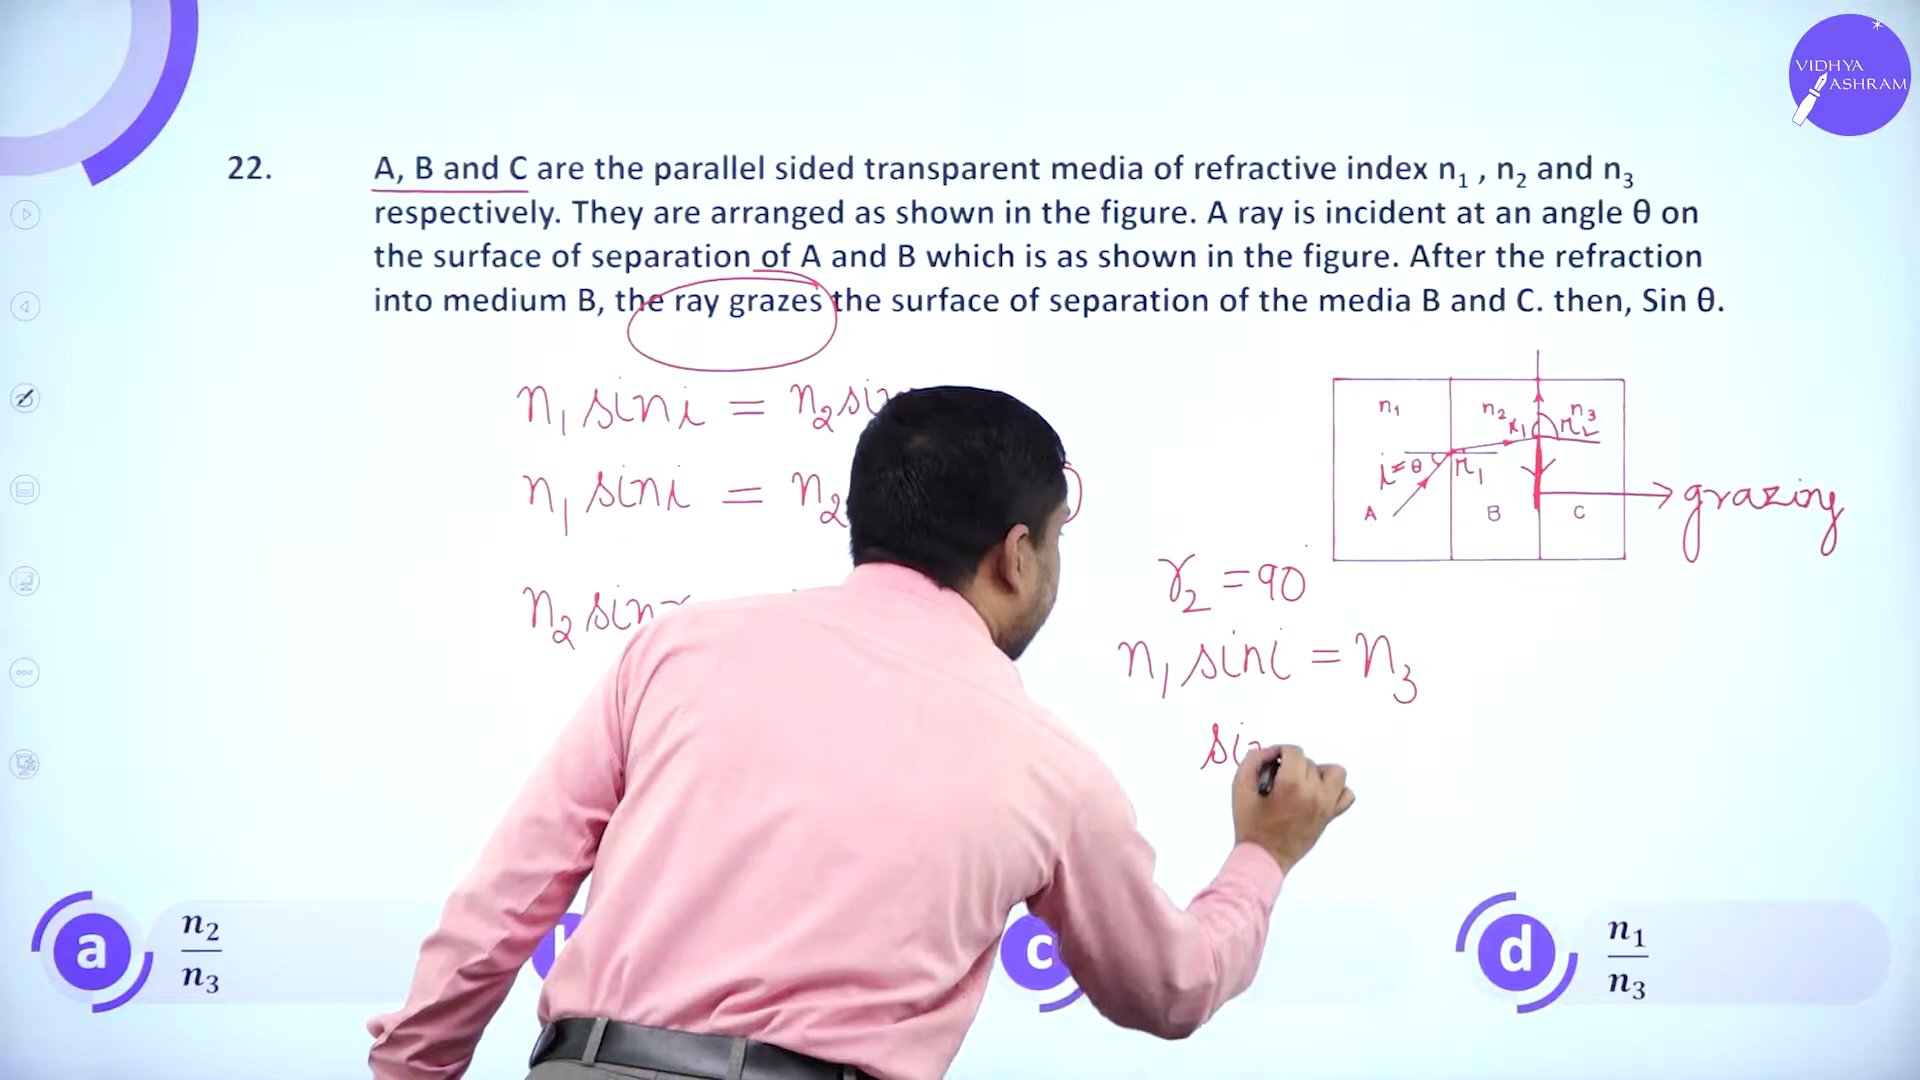 VIDHYA
ASHRAM
22. A, B and C are the parallel sided transparent media of refractive index n₁ , n₂ and n₃
respectively. They are arranged as shown in the figure. A ray is incident at an angle θ on
the surface of separation of A and B which is as shown in the figure. After the refraction
into medium B, the ray grazes the surface of separation of the media B and C. then, Sin θ.
n₁ sini = n₂
n₁ sini = n₂
n₂
n₁ n₂ n₃
r₂
i = θ r₁
A B C
grazing
r₂ = 90
n₁ sini = n₃
a n₂/n₃
c
d n₁/n₃